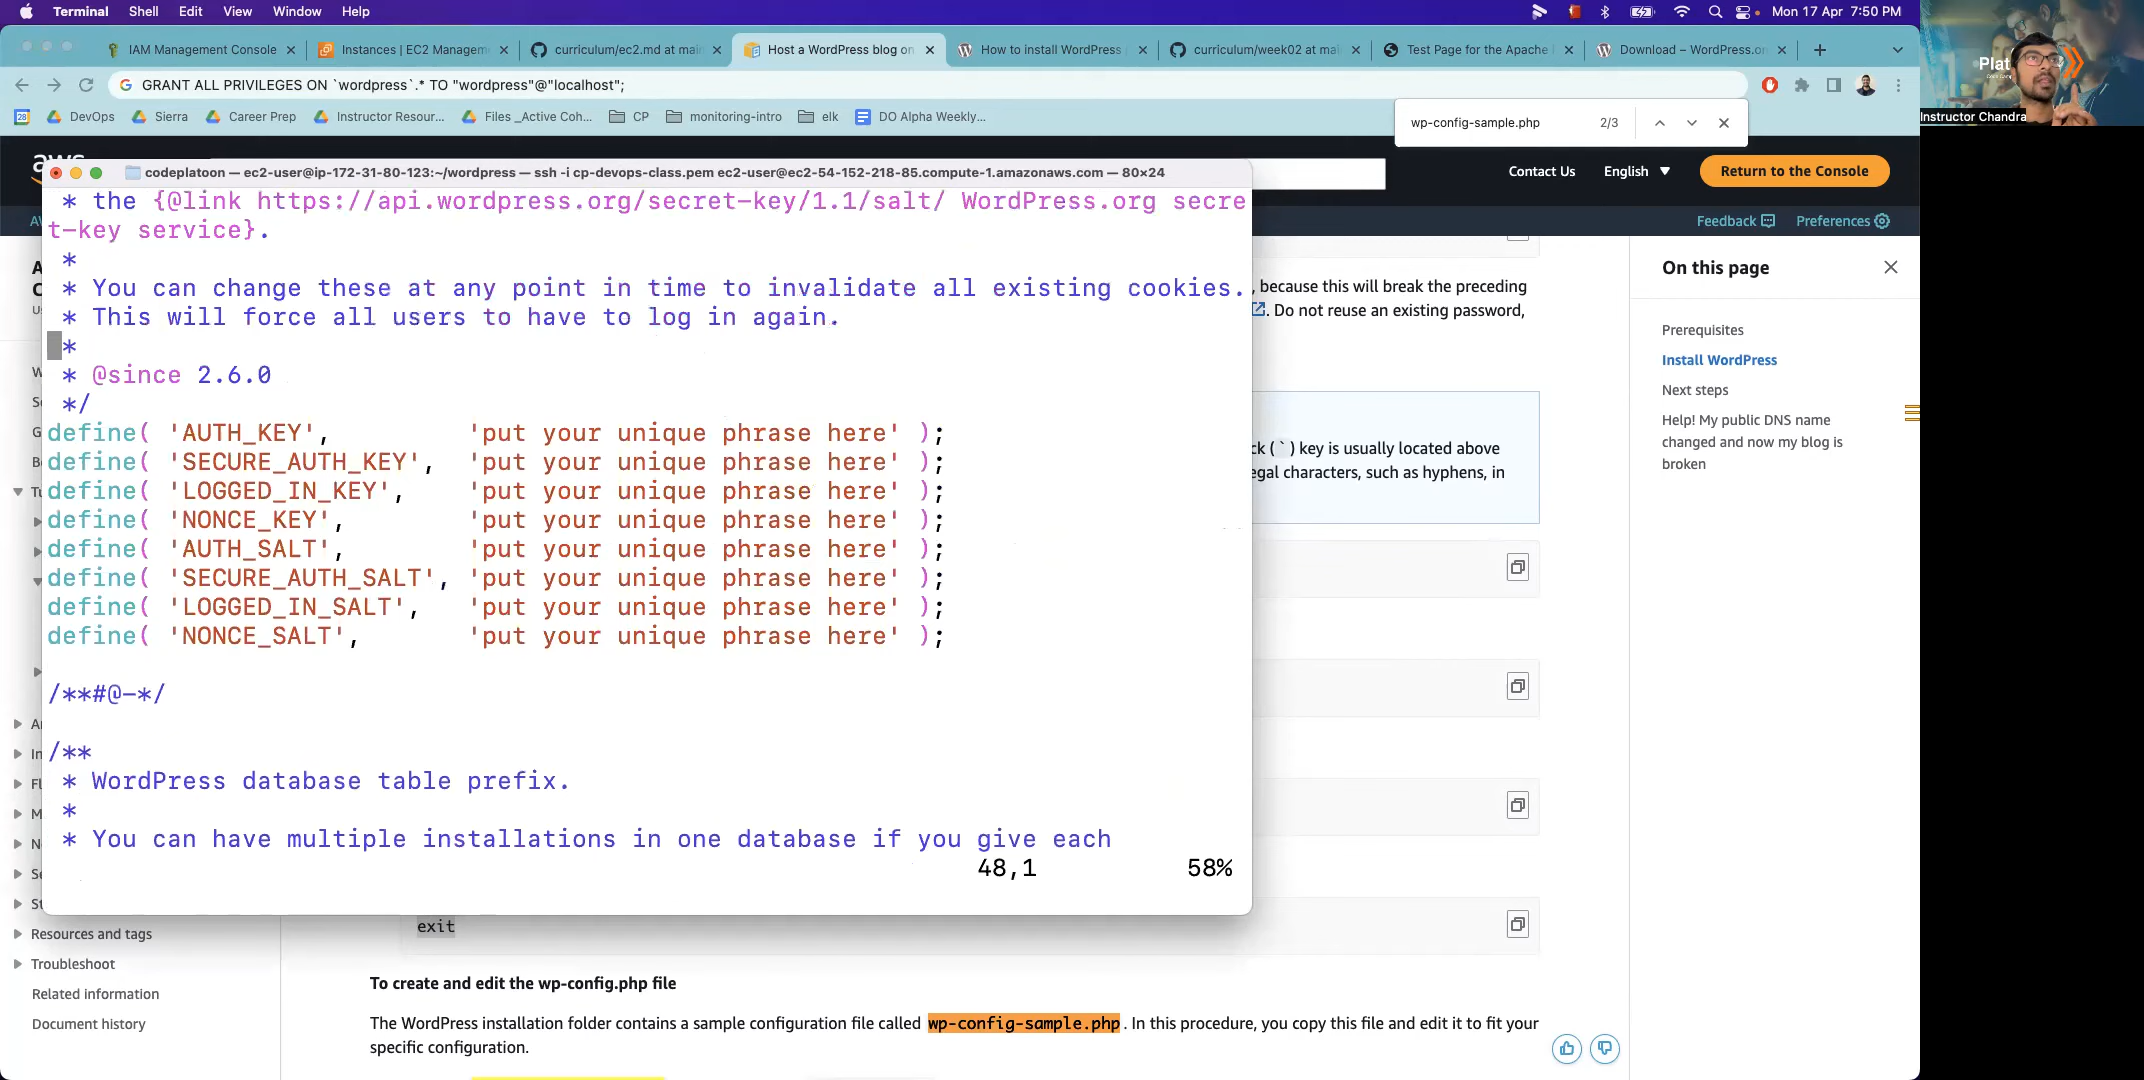 Terminal Shell Edit View Window Help Mon 17 Apr 7:50 PM
IAM Management Console Instances | EC2 Managem curriculum/ec2.md at main Host a WordPress blog on How to install WordPress curriculum/week02 at mai Test Page for the Apache Download – WordPress.or
GRANT ALL PRIVILEGES ON `wordpress`.* TO "wordpress"@"localhost";
28 DevOps Sierra Career Prep Instructor Resour... Files _Active Coh... CP monitoring-intro elk DO Alpha Weekly...
wp-config-sample.php 2/3
Plat
Instructor Chandra
aws
Contact Us English Return to the Console
Feedback Preferences
codeplatoon — ec2-user@ip-172-31-80-123:~/wordpress — ssh -i cp-devops-class.pem ec2-user@ec2-54-152-218-85.compute-1.amazonaws.com — 80×24
* the {@link https://api.wordpress.org/secret-key/1.1/salt/ WordPress.org secre
t-key service}.
*
* You can change these at any point in time to invalidate all existing cookies.
* This will force all users to have to log in again.
*
* @since 2.6.0
*/
define( 'AUTH_KEY', 'put your unique phrase here' );
define( 'SECURE_AUTH_KEY', 'put your unique phrase here' );
define( 'LOGGED_IN_KEY', 'put your unique phrase here' );
define( 'NONCE_KEY', 'put your unique phrase here' );
define( 'AUTH_SALT', 'put your unique phrase here' );
define( 'SECURE_AUTH_SALT', 'put your unique phrase here' );
define( 'LOGGED_IN_SALT', 'put your unique phrase here' );
define( 'NONCE_SALT', 'put your unique phrase here' );
/**#@-*/
/**
* WordPress database table prefix.
*
* You can have multiple installations in one database if you give each
48,1 58%
, because this will break the preceding
. Do not reuse an existing password,
ck (`) key is usually located above
egal characters, such as hyphens, in
On this page
Prerequisites
Install WordPress
Next steps
Help! My public DNS name
changed and now my blog is
broken
Resources and tags
Troubleshoot
Related information
Document history
exit
To create and edit the wp-config.php file
The WordPress installation folder contains a sample configuration file called wp-config-sample.php. In this procedure, you copy this file and edit it to fit your
specific configuration.